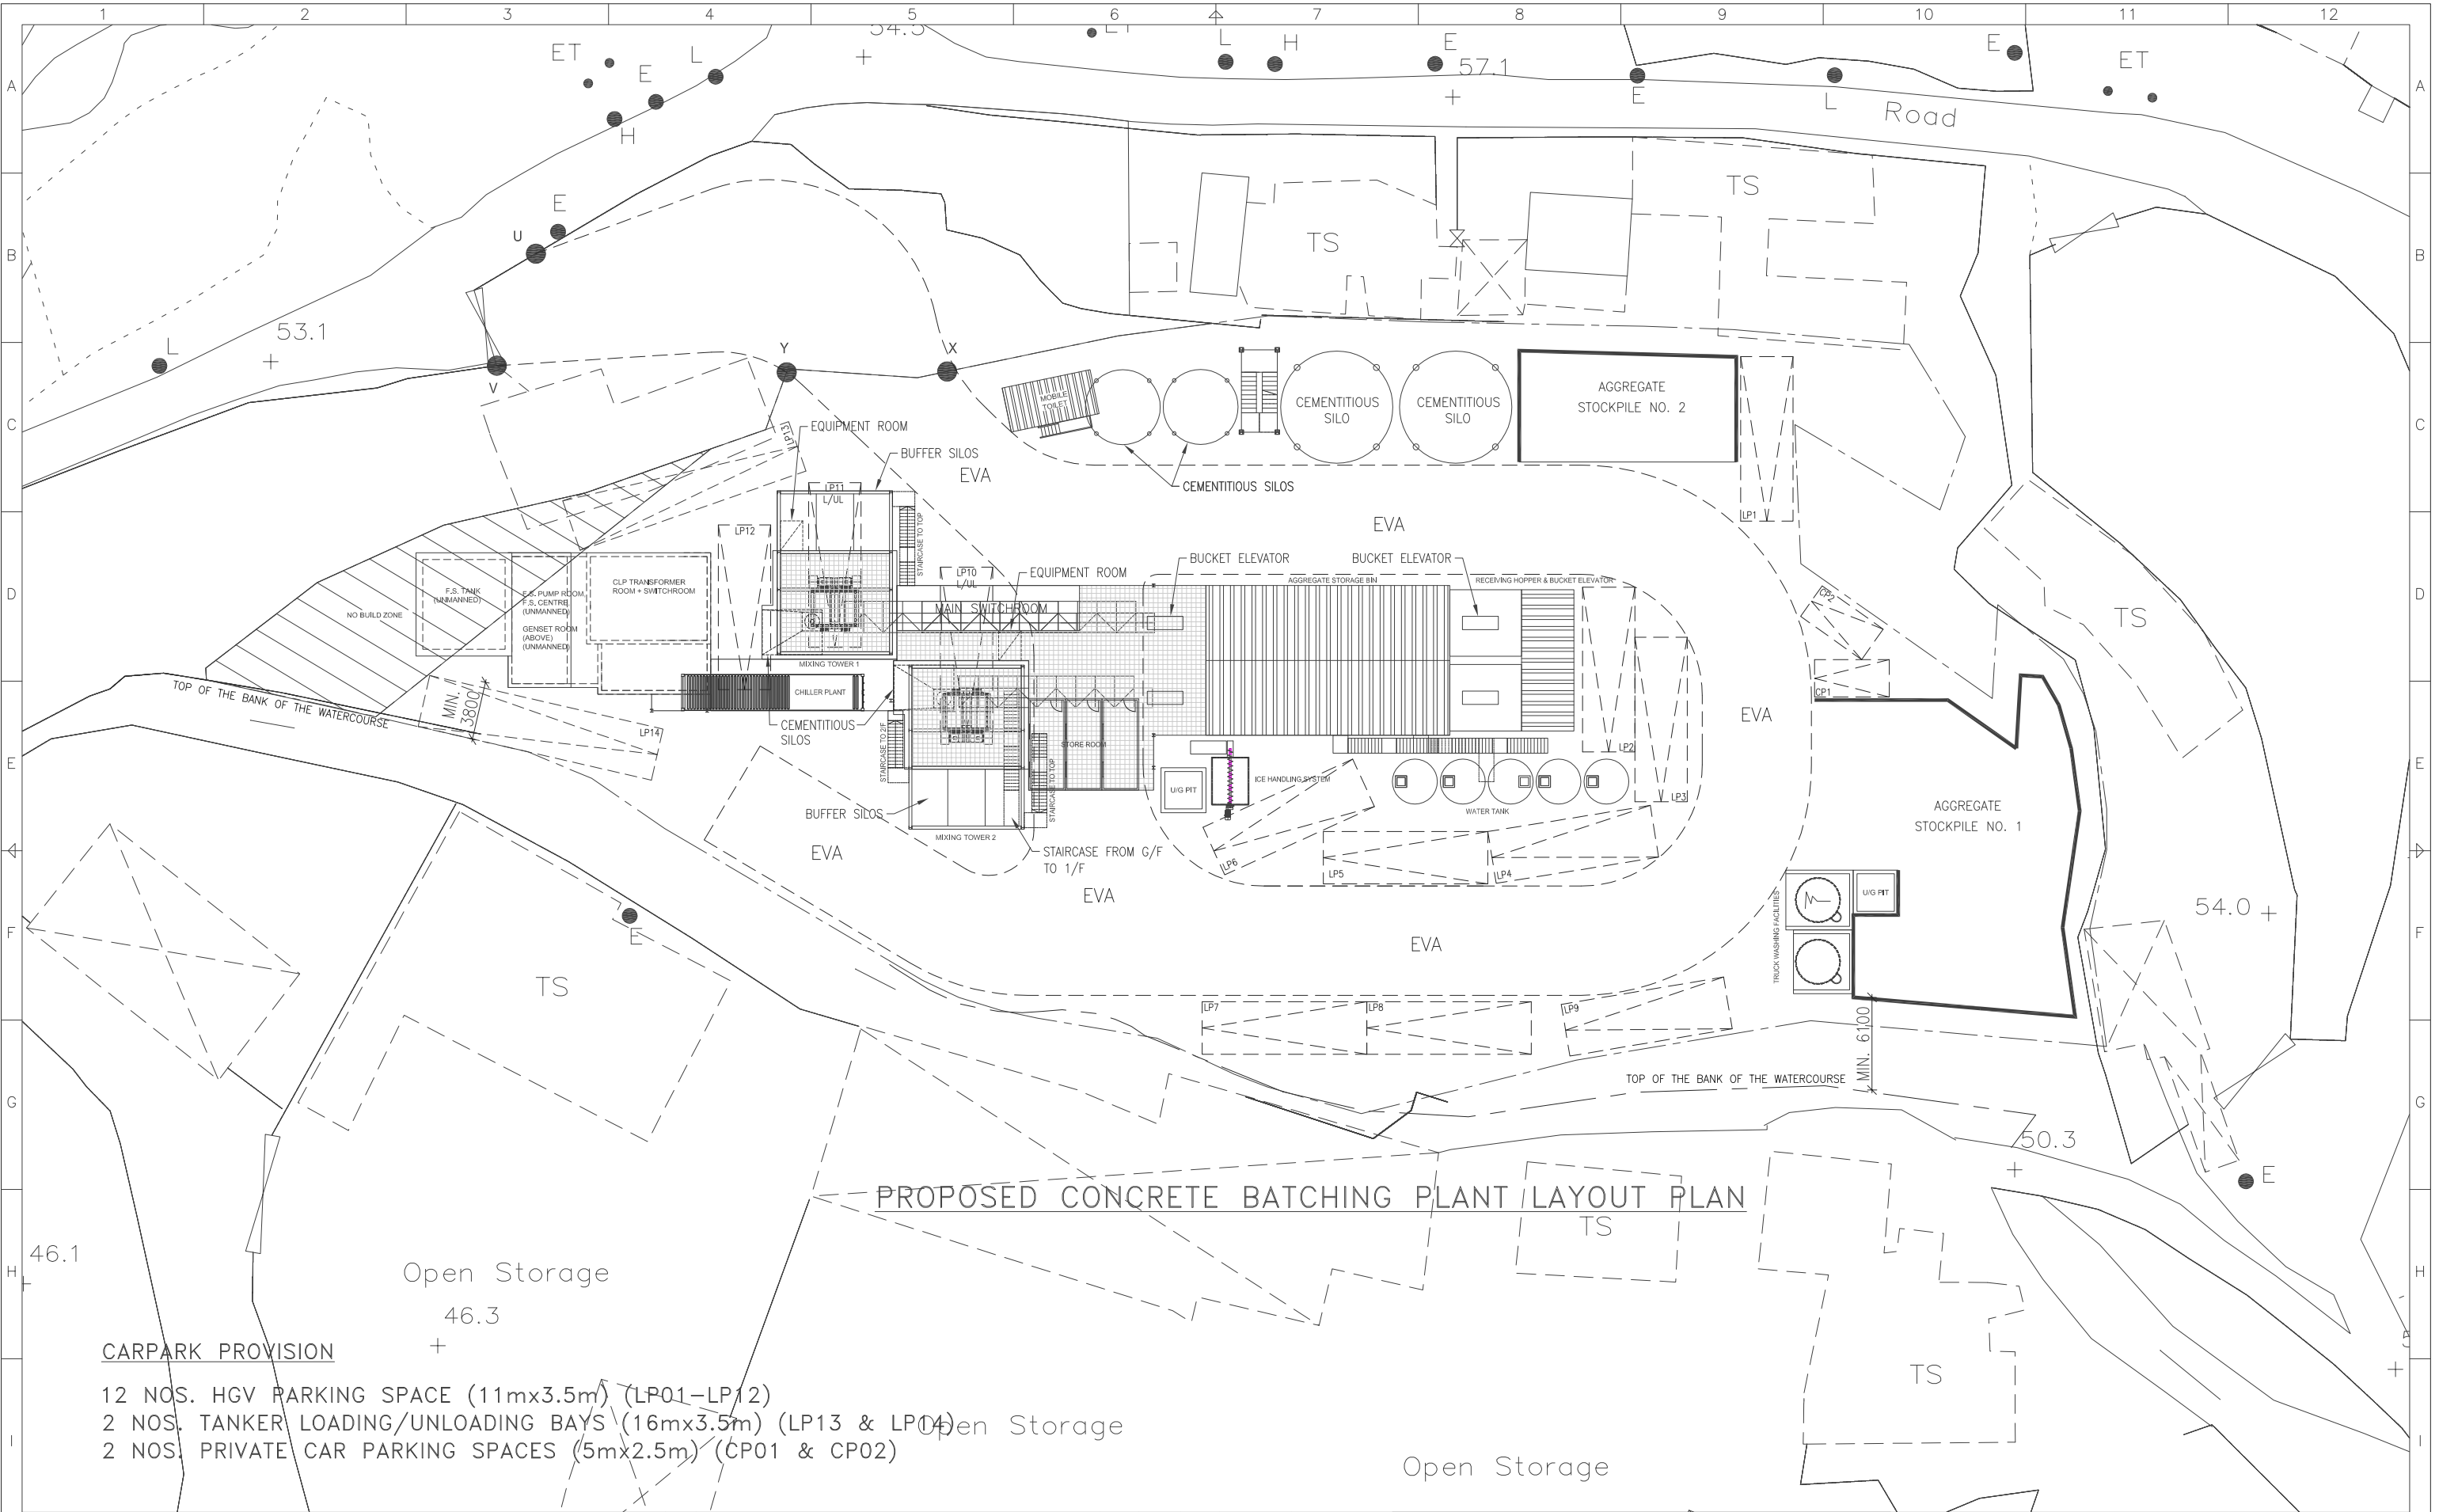 1 2 3 4 5 6 7 8 9 10 11 12
A
B
C
D
E
F
G
H
I
A
B
C
D
E
F
G
H
I
ET
E
L
H
54.5
L
H
E
57.1
E
L
E
ET
Road
E
U
TS
TS
53.1
L
V
Y
X
MOBILE
TOILET
CEMENTITIOUS
SILO
CEMENTITIOUS
SILO
AGGREGATE
STOCKPILE NO. 2
LP13
EQUIPMENT ROOM
BUFFER SILOS
EVA
CEMENTITIOUS SILOS
LP11
L/UL
LP12
STAIRCASE TO TOP
EVA
LP1
BUCKET ELEVATOR
BUCKET ELEVATOR
LP10
L/UL
EQUIPMENT ROOM
AGGREGATE STORAGE BIN
RECEIVING HOPPER & BUCKET ELEVATOR
F.S. TANK
(UNMANNED)
F.S. PUMP ROOM
F.S. CENTRE
(UNMANNED)
GENSET ROOM
(ABOVE)
(UNMANNED)
CLP TRANSFORMER
ROOM + SWITCHROOM
NO BUILD ZONE
MAIN SWITCHROOM
CP2
TS
MIXING TOWER 1
CHILLER PLANT
CP1
TOP OF THE BANK OF THE WATERCOURSE
MIN.
3800
LP14
CEMENTITIOUS
SILOS
STAIRCASE TO 2/F
STORE ROOM
STAIRCASE TO TOP
EVA
LP2
LP3
U/G PIT
ICE HANDLING SYSTEM
WATER TANK
BUFFER SILOS
MIXING TOWER 2
AGGREGATE
STOCKPILE NO. 1
EVA
STAIRCASE FROM G/F
TO 1/F
LP6
LP5
LP4
EVA
U/G PIT
TRUCK WASHING FACILITIES
54.0
E
EVA
TS
LP7
LP8
LP9
MIN. 6100
TOP OF THE BANK OF THE WATERCOURSE
50.3
E
PROPOSED CONCRETE BATCHING PLANT LAYOUT PLAN
TS
46.1
Open Storage
46.3
TS
CARPARK PROVISION
12 NOS. HGV PARKING SPACE (11mx3.5m) (LP01-LP12)
2 NOS. TANKER LOADING/UNLOADING BAYS (16mx3.5m) (LP13 & LP14)
2 NOS. PRIVATE CAR PARKING SPACES (5mx2.5m) (CP01 & CP02)
Open Storage
Open Storage